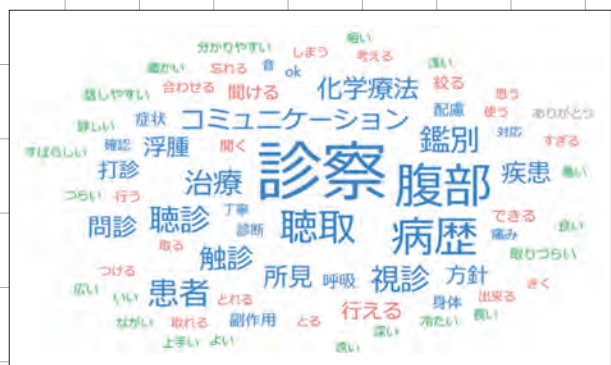 細い
分かりやすい しまう 考える
温かい 忘れる 音 ok 浅い
話しやすい 合わせる 聞ける 化学療法 絞る 思う
詳しい 症状 コミュニケーション 配慮 使う ありがとう
すばらしい 確認 浮腫 聞く 診察 鑑別 対応 すぎる
打診 治療 腹部 疾患
つらい 行う 丁寧 できる 良い
問診 聴診 診断 聴取 病歴 痛み 取りづらい
取る 触診
つける 所見 呼吸 視診 方針 きく
広い いい 患者 とれる 身体 出来る
ながい 取れる 副作用 とる 行える 冷たい 長い
上手い よい 深い